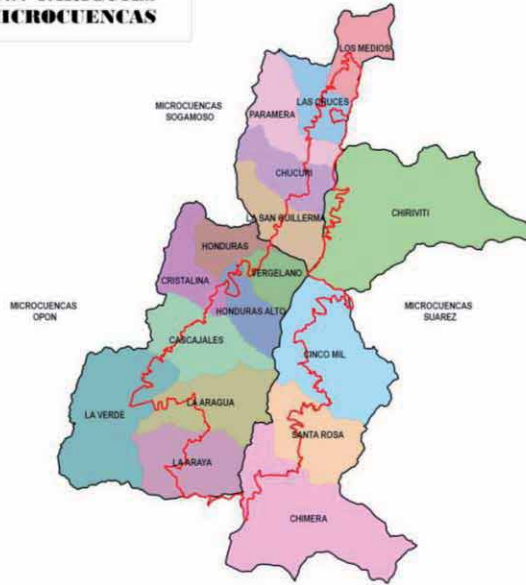 MICROCUENCAS
LOS MEDIOS
MICROCUENCAS
SOGAMOSO
LAS CRUCES
PARAMERA
CHUCURI
LA SAN GUILLERMA
CHIRIVITI
HONDURAS
VERGELANO
CRISTALINA
MICROCUENCAS
OPON
HONDURAS ALTO
MICROCUENCAS
SUAREZ
CASCAJALES
CINCO MIL
LA VERDE
LA ARAGUA
SANTA ROSA
LA ARAYA
CHIMERA